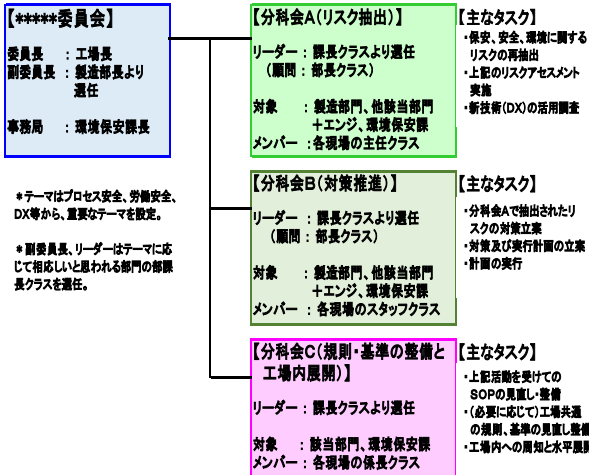 【*****委員会】
委員長　：工場長
副委員長　：製造部長より
選任
事務局　：環境保安課長
＊テーマはプロセス安全、労働安全、
DX等から、重要なテーマを設定。
＊副委員長、リーダーはテーマに応
じて相応しいと思われる部門の部課
長クラスを選任。
【分科会A（リスク抽出）】
リーダー：課長クラスより選任
（顧問：部長クラス）
対象　：製造部門、他該当部門
＋エンジ、環境保安課
メンバー：各現場の主任クラス
【主なタスク】
・保安、安全、環境に関する
リスクの再抽出
・上記のリスクアセスメント
実施
・新技術（DX）の活用調査
【分科会B（対策推進）】
リーダー：課長クラスより選任
（顧問：部長クラス）
対象　：製造部門、他該当部門
＋エンジ、環境保安課
メンバー：各現場のスタッフクラス
【主なタスク】
・分科会Aで抽出されたリ
スクの対策立案
・対策及び実行計画の立案
・計画の実行
【分科会C（規則・基準の整備と
工場内展開）】
リーダー：課長クラスより選任
対象　：該当部門、環境保安課
メンバー：各現場の係長クラス
【主なタスク】
・上記活動を受けての
SOPの見直し・整備
・（必要に応じて）工場共通
の規則、基準の見直し整備
・工場内への周知と水平展開